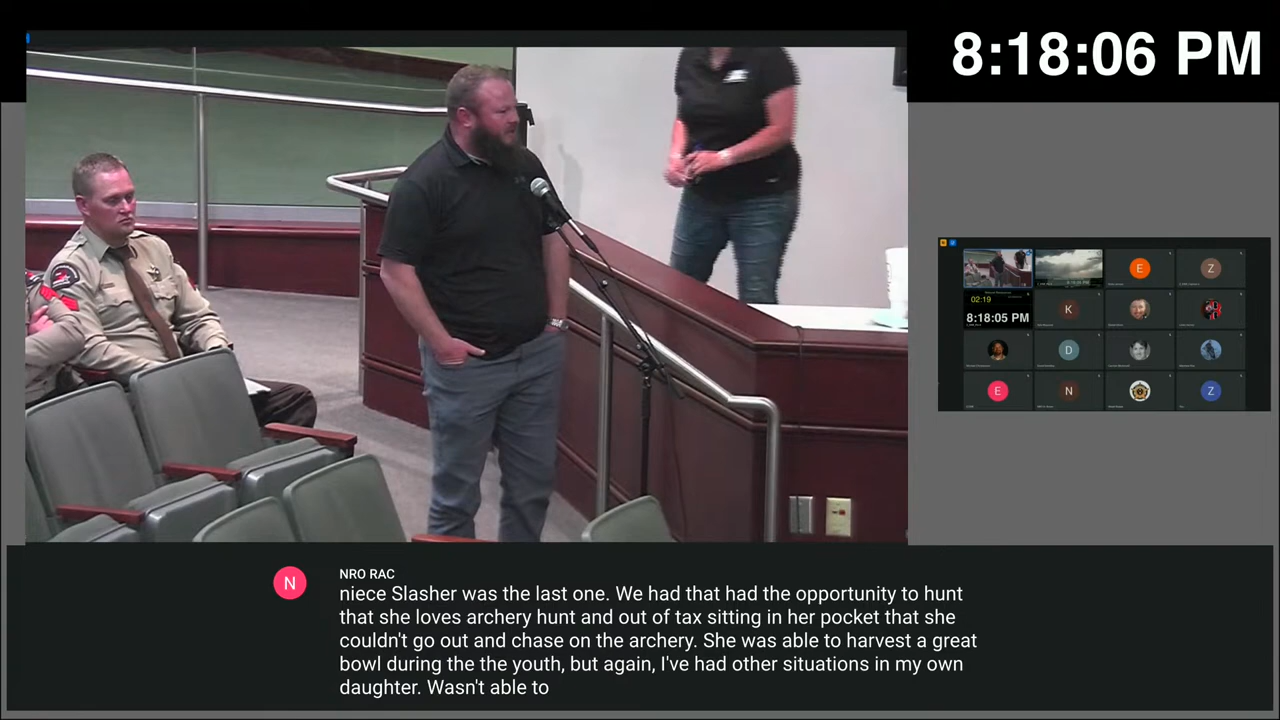 8:18:06 PM
E
Z
02:19
8:18:05 PM
K
D
E
N
Z
N
NRO RAC
niece Slasher was the last one. We had that had the opportunity to hunt
that she loves archery hunt and out of tax sitting in her pocket that she
couldn't go out and chase on the archery. She was able to harvest a great
bowl during the the youth, but again, I've had other situations in my own
daughter. Wasn't able to